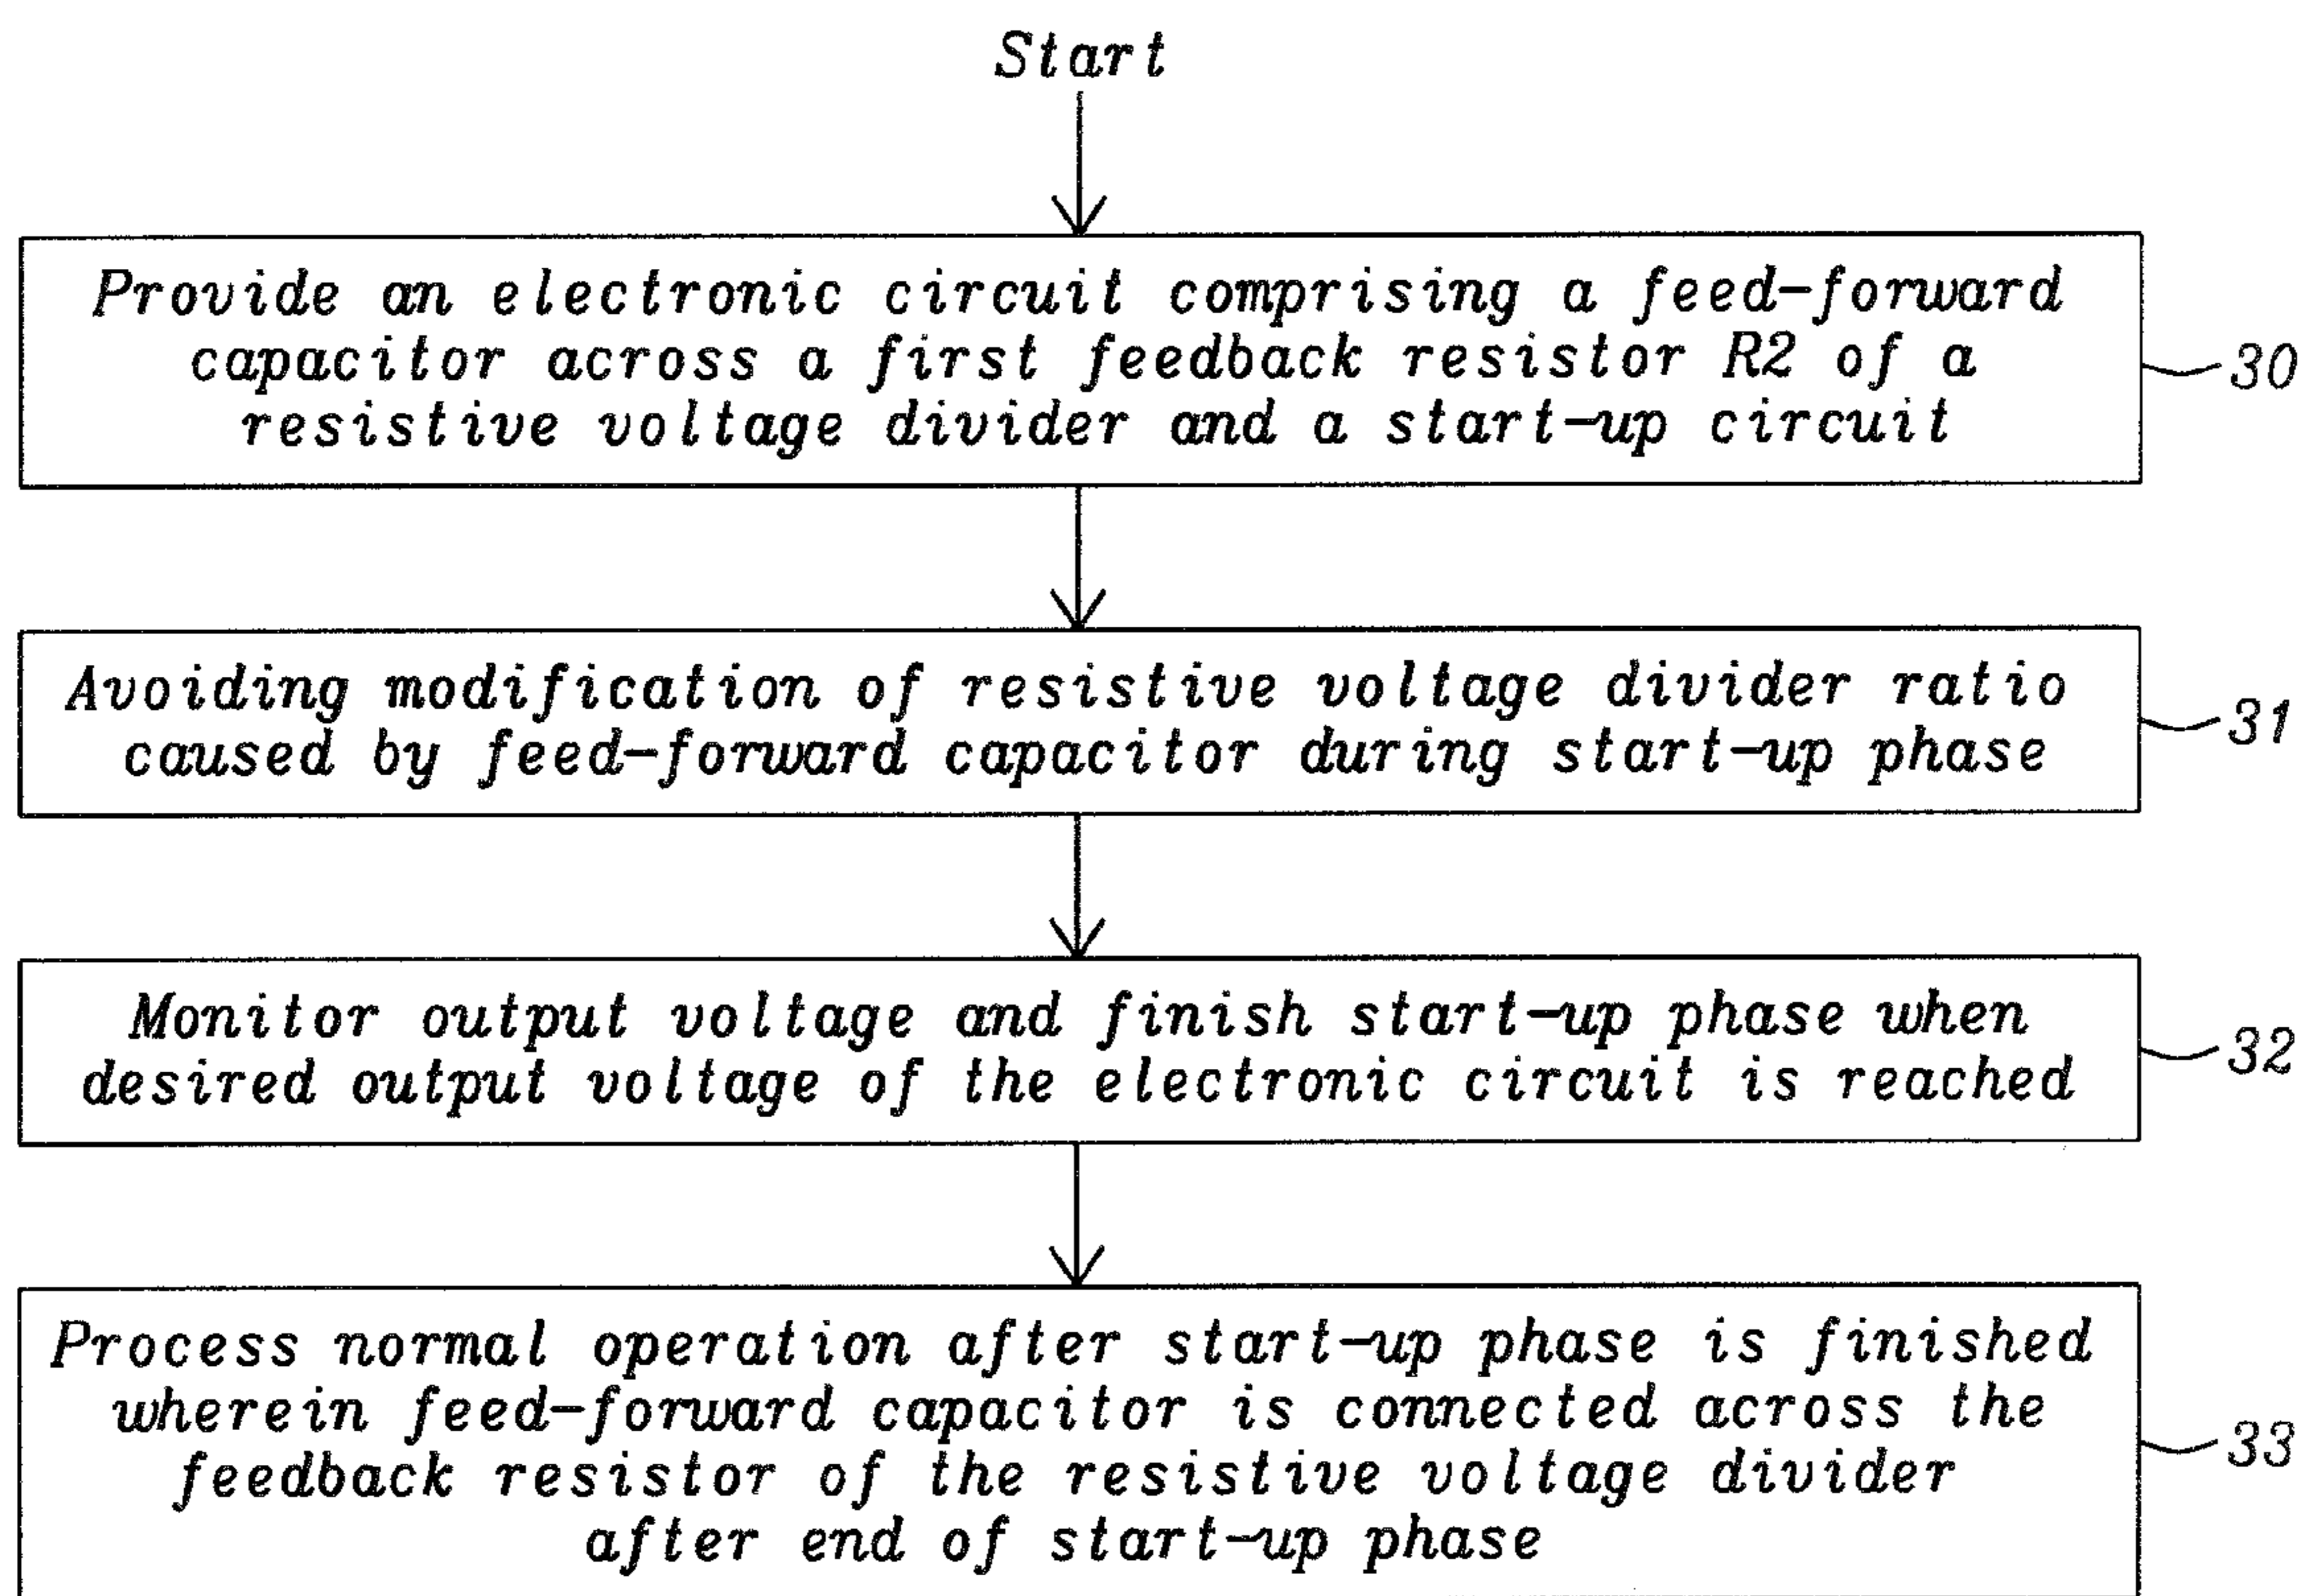 Start
Provide an electronic circuit comprising a feed-forward
capacitor across a first feedback resistor R2 of a
resistive voltage divider and a start-up circuit
30
Avoiding modification of resistive voltage divider ratio
caused by feed-forward capacitor during start-up phase
31
Monitor output voltage and finish start-up phase when
desired output voltage of the electronic circuit is reached
32
Process normal operation after start-up phase is finished
wherein feed-forward capacitor is connected across the
feedback resistor of the resistive voltage divider
after end of start-up phase
33